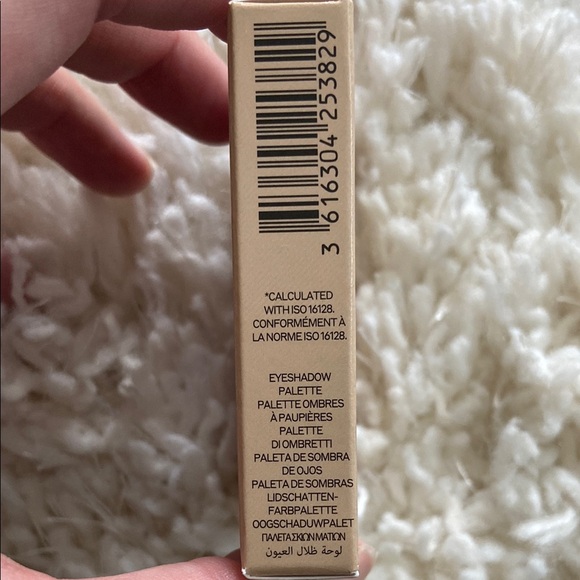 3 616304 253829
*CALCULATED
WITH ISO 16128.
CONFORMÉMENT À
LA NORME ISO 16128.
EYESHADOW
PALETTE
PALETTE OMBRES
À PAUPIÈRES
PALETTE
DI OMBRETTI
PALETA DE SOMBRA
DE OJOS
PALETA DE SOMBRAS
LIDSCHATTEN-
FARBPALETTE
OOGSCHADUWPALET
ΠΑΛΕΤΑ ΣΚΙΩΝ ΜΑΤΙΩΝ
لوحة ظلال العيون